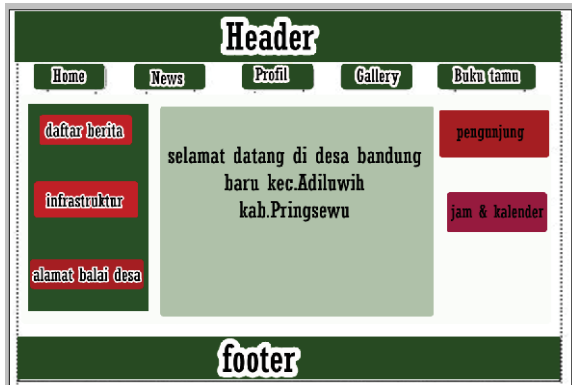 Header
Home
News
Profil
Gallery
Buku tamu
daftar berita
infrastruktur
alamat balai desa
selamat datang di desa bandung
baru kec.Adiluwih
kab.Pringsewu
pengunjung
jam & kalender
footer